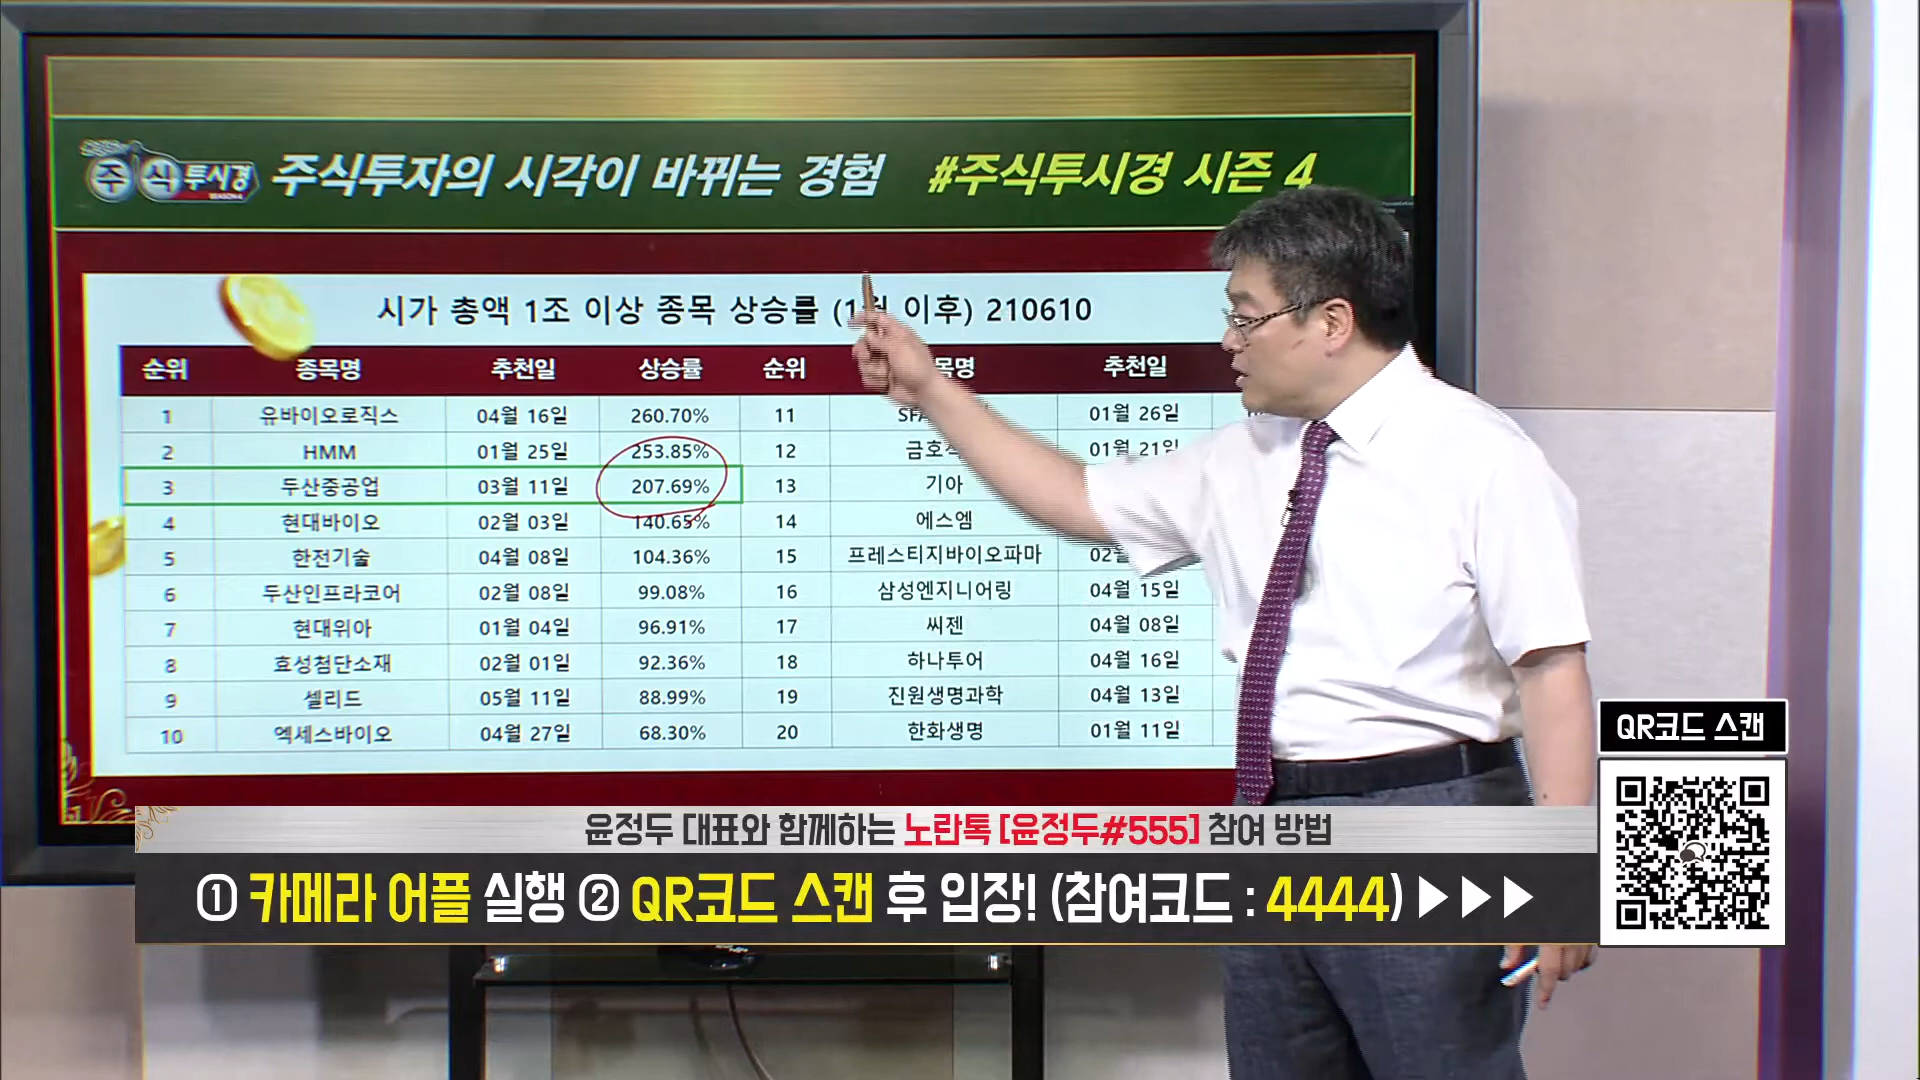 주식투시경 주식투자의 시각이 바뀌는 경험 #주식투시경 시즌 4
시가 총액 1조 이상 종목 상승률 (1월 이후) 210610
순위 종목명 추천일 상승률 순위 목명 추천일
1 유바이오로직스 04월 16일 260.70% 11 01월 26일
2 HMM 01월 25일 253.85% 12 01월 21일
3 두산중공업 03월 11일 207.69% 13 기아
4 현대바이오 02월 03일 140.65% 14 에스엠
5 한전기술 04월 08일 104.36% 15 프레스티지바이오파마
6 두산인프라코어 02월 08일 99.08% 16 삼성엔지니어링 04월 15일
7 현대위아 01월 04일 96.91% 17 씨젠 04월 08일
8 효성첨단소재 02월 01일 92.36% 18 하나투어 04월 16일
9 셀리드 05월 11일 88.99% 19 진원생명과학 04월 13일
10 엑세스바이오 04월 27일 68.30% 20 한화생명 01월 11일
QR코드 스캔
윤정두 대표와 함께하는 노란톡 [윤정두#555] 참여 방법
① 카메라 어플 실행 ② QR코드 스캔 후 입장! (참여코드 : 4444) ▶▶▶